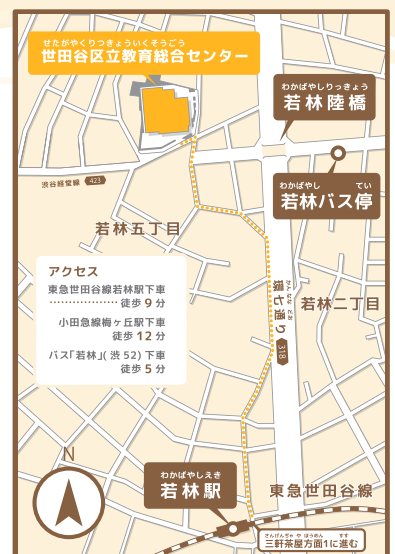 せたがやくりつきょういくそうごう
世田谷区立教育総合センター
わかばやしりっきょう
若林陸橋
わかばやし てい
若林バス停
渋谷経堂線 423
若林五丁目
アクセス
東急世田谷線若林駅下車
徒歩 9 分
小田急線梅ヶ丘駅下車
徒歩 12 分
バス「若林」(渋 52) 下車
徒歩 5 分
かんななどおり
環七通り
318
若林二丁目
N
わかばやしえき
若林駅
東急世田谷線
さんげんぢゃ や ほうめん すす
三軒茶屋方面1に進む